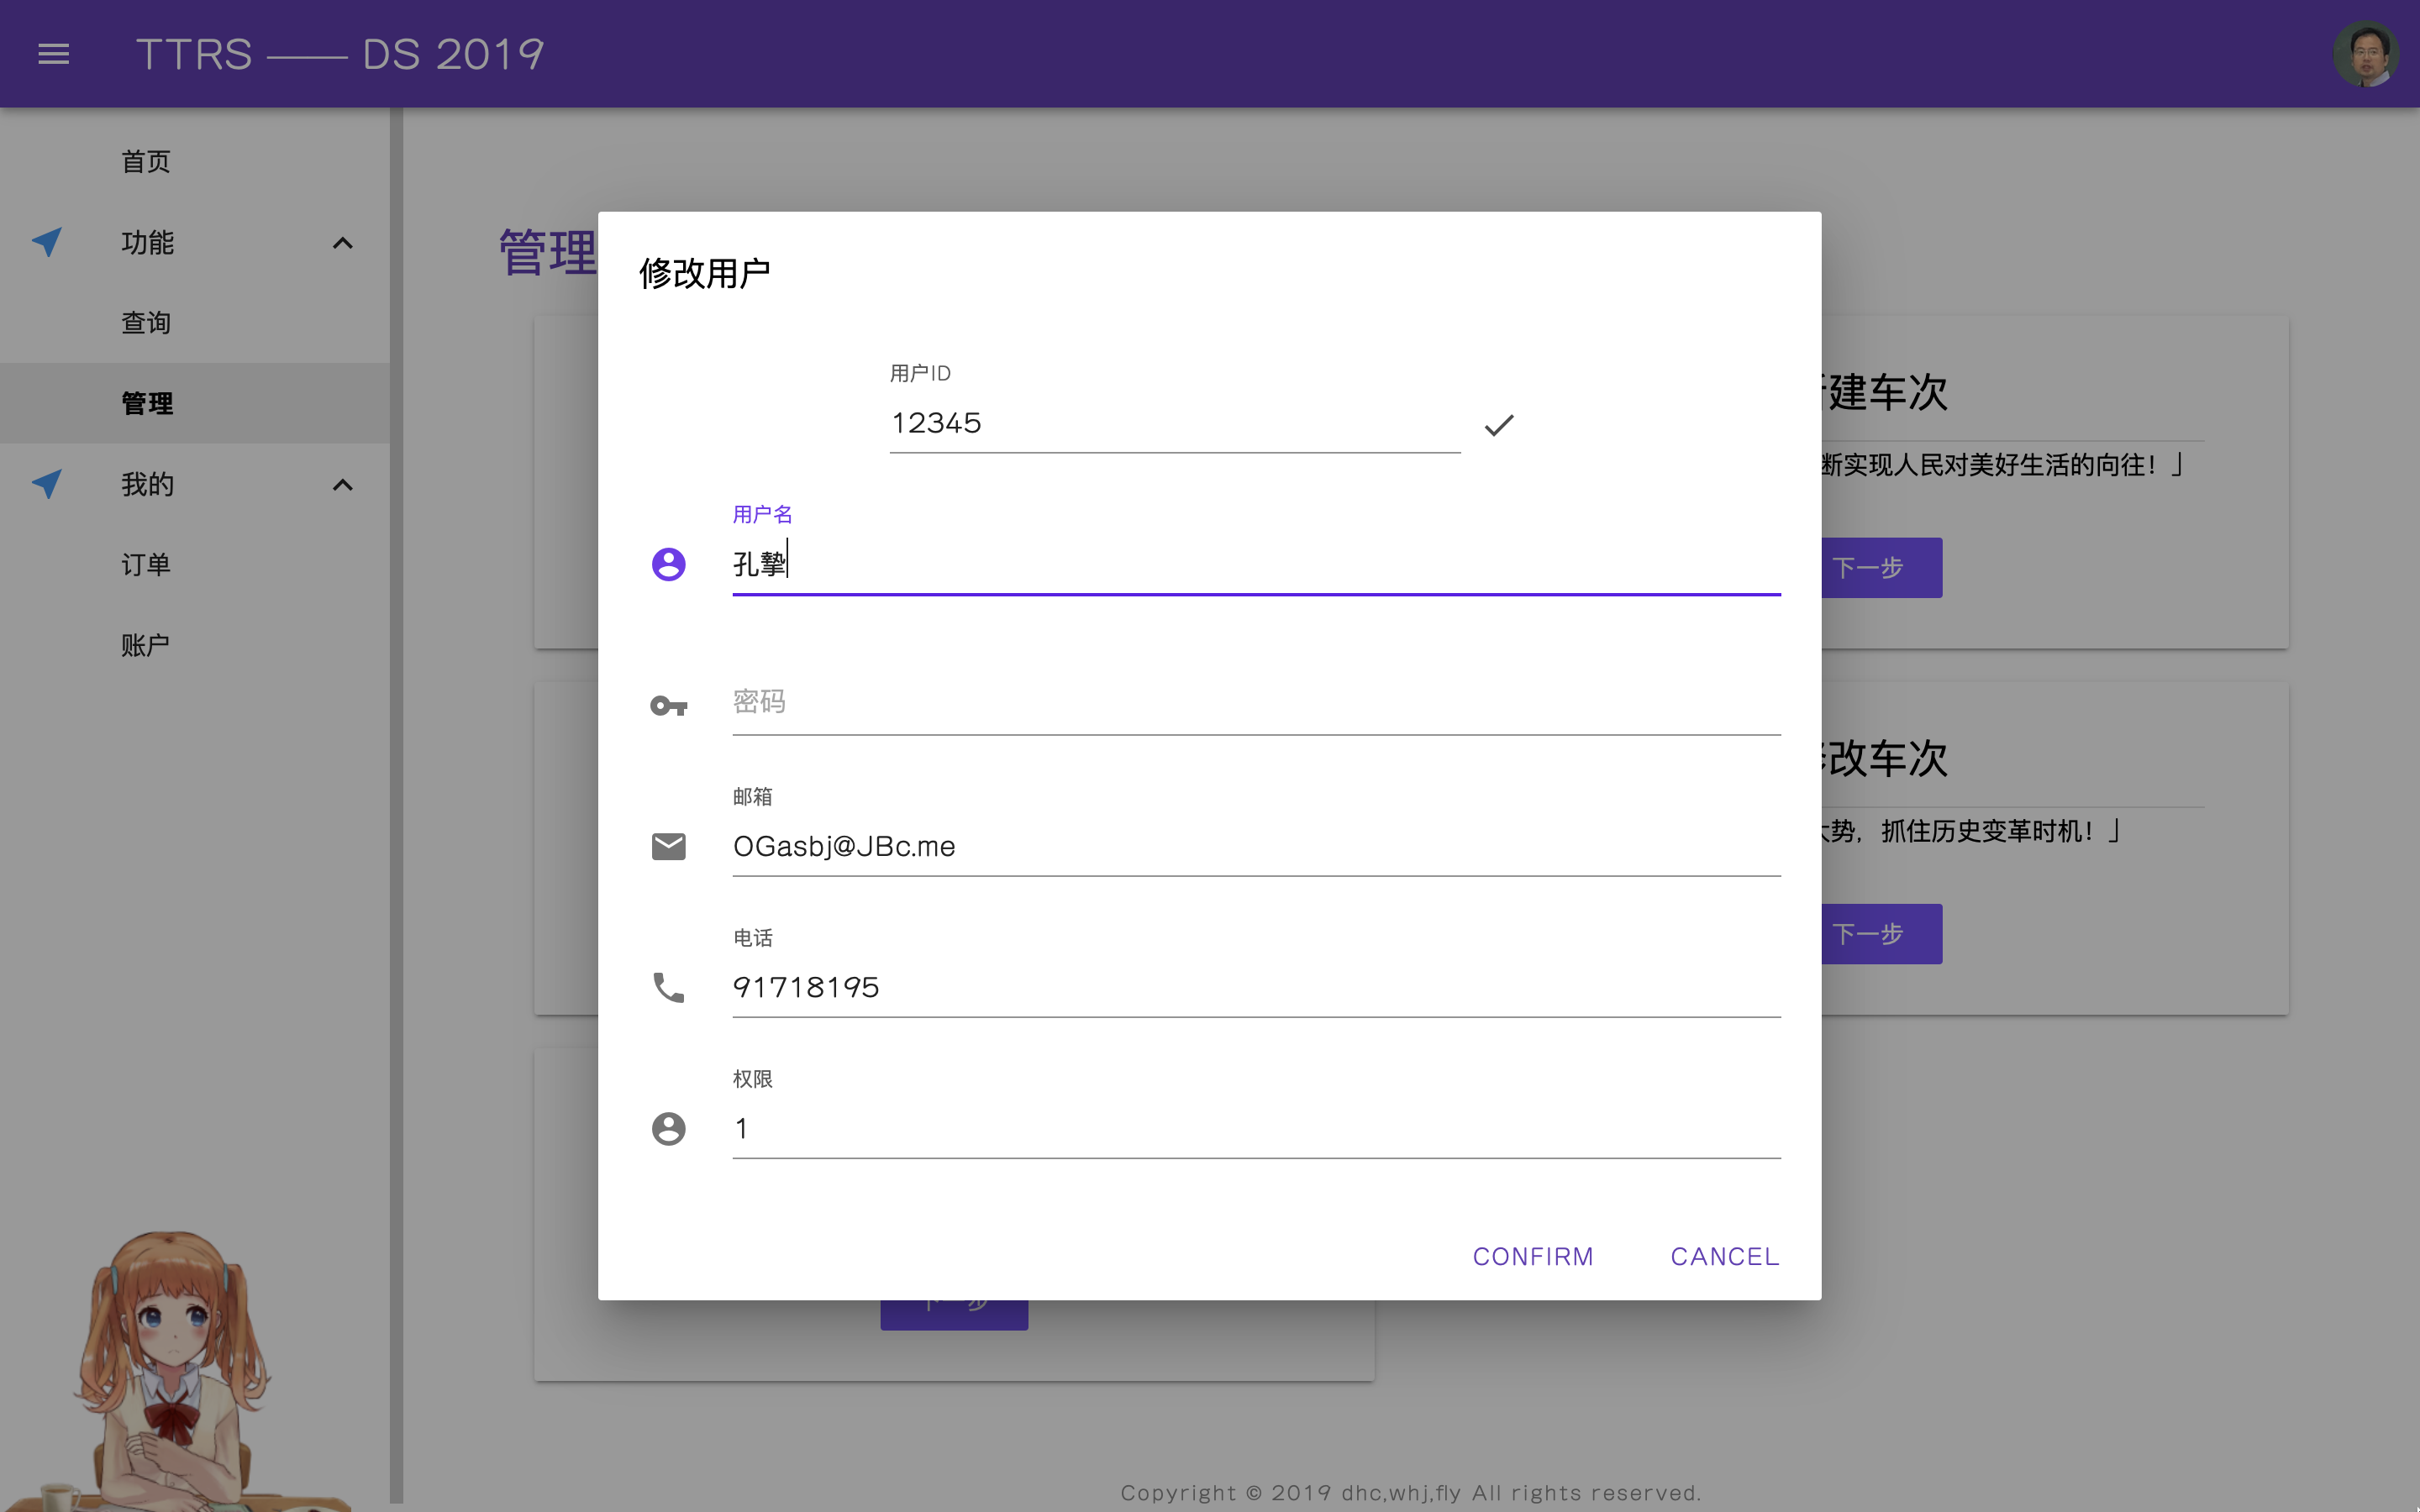 TTRS —— DS 2019
首页
功能
查询
管理
我的
订单
账户
管理
修改用户
用户ID
12345
用户名
孔摯
密码
邮箱
OGasbj@JBc.me
电话
91718195
权限
1
CONFIRM CANCEL
建车次
断实现人民对美好生活的向往！」
下一步
改车次
势，抓住历史变革时机！」
下一步
下一步
Copyright © 2019 dhc,whj,fly All rights reserved.